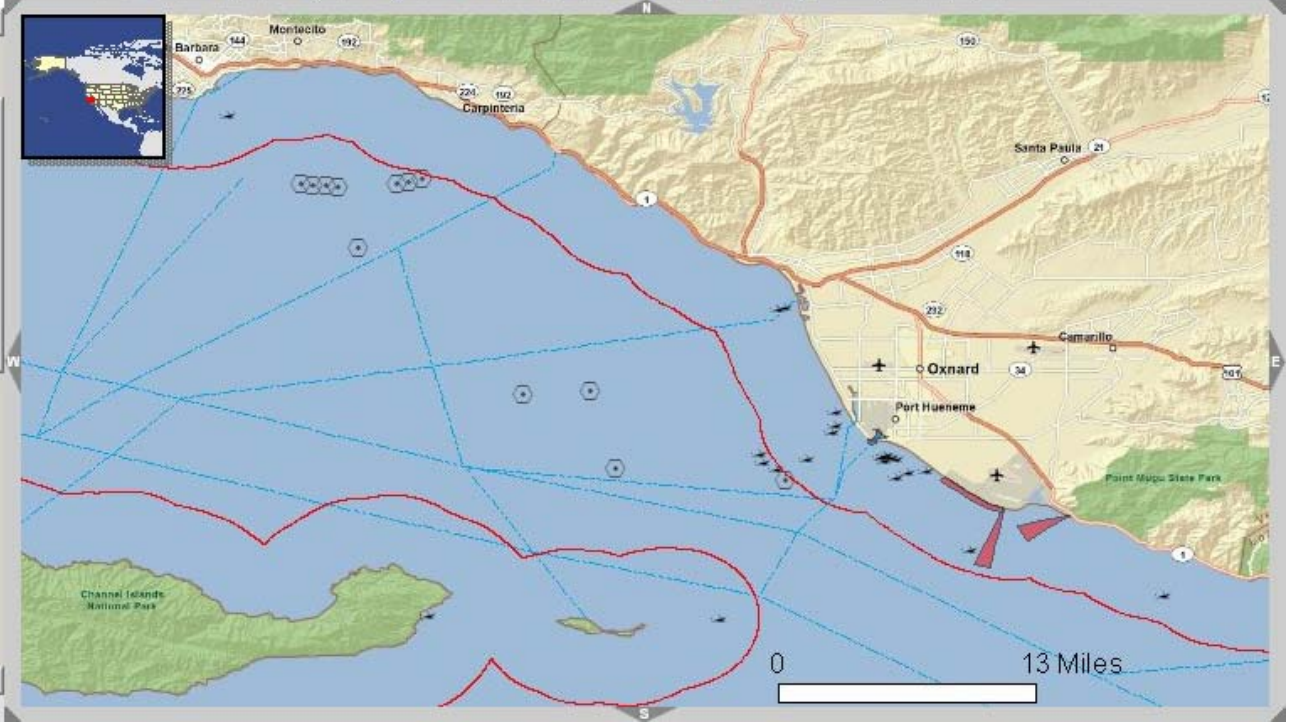 N
Montecito
144
192
Barbara
150
225
224
192
Carpinteria
Santa Paula
21
1
118
232
Camarillo
W
E
Oxnard
34
101
Port Hueneme
Point Mugu State Park
1
Channel Islands
National Park
0
13 Miles
S